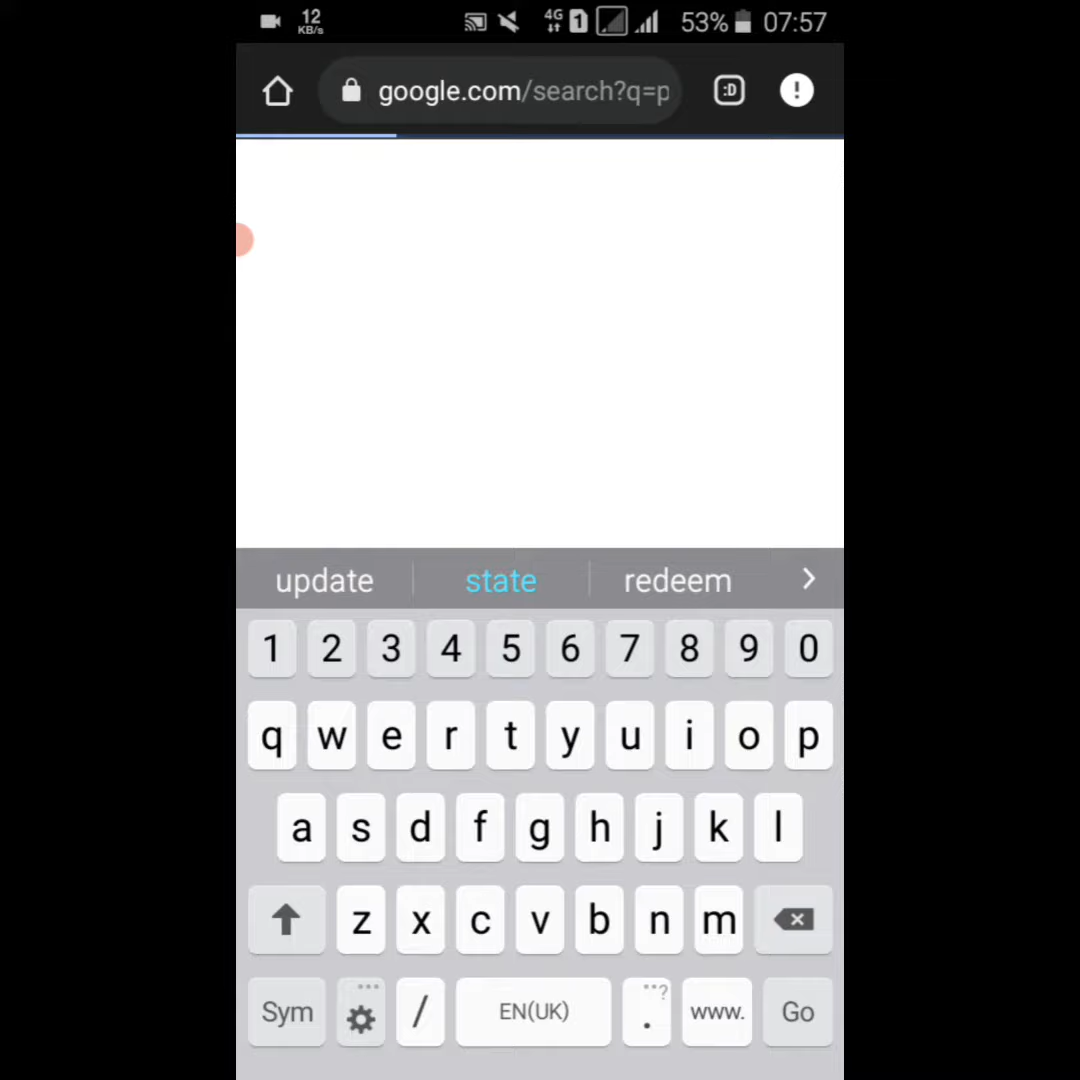 12 KB/s 4G 1 53% 07:57
google.com/search?q=p :D !
update state redeem
1 2 3 4 5 6 7 8 9 0
q w e r t y u i o p
a s d f g h j k l
z x c v b n m
Sym / EN(UK) . ? www. Go